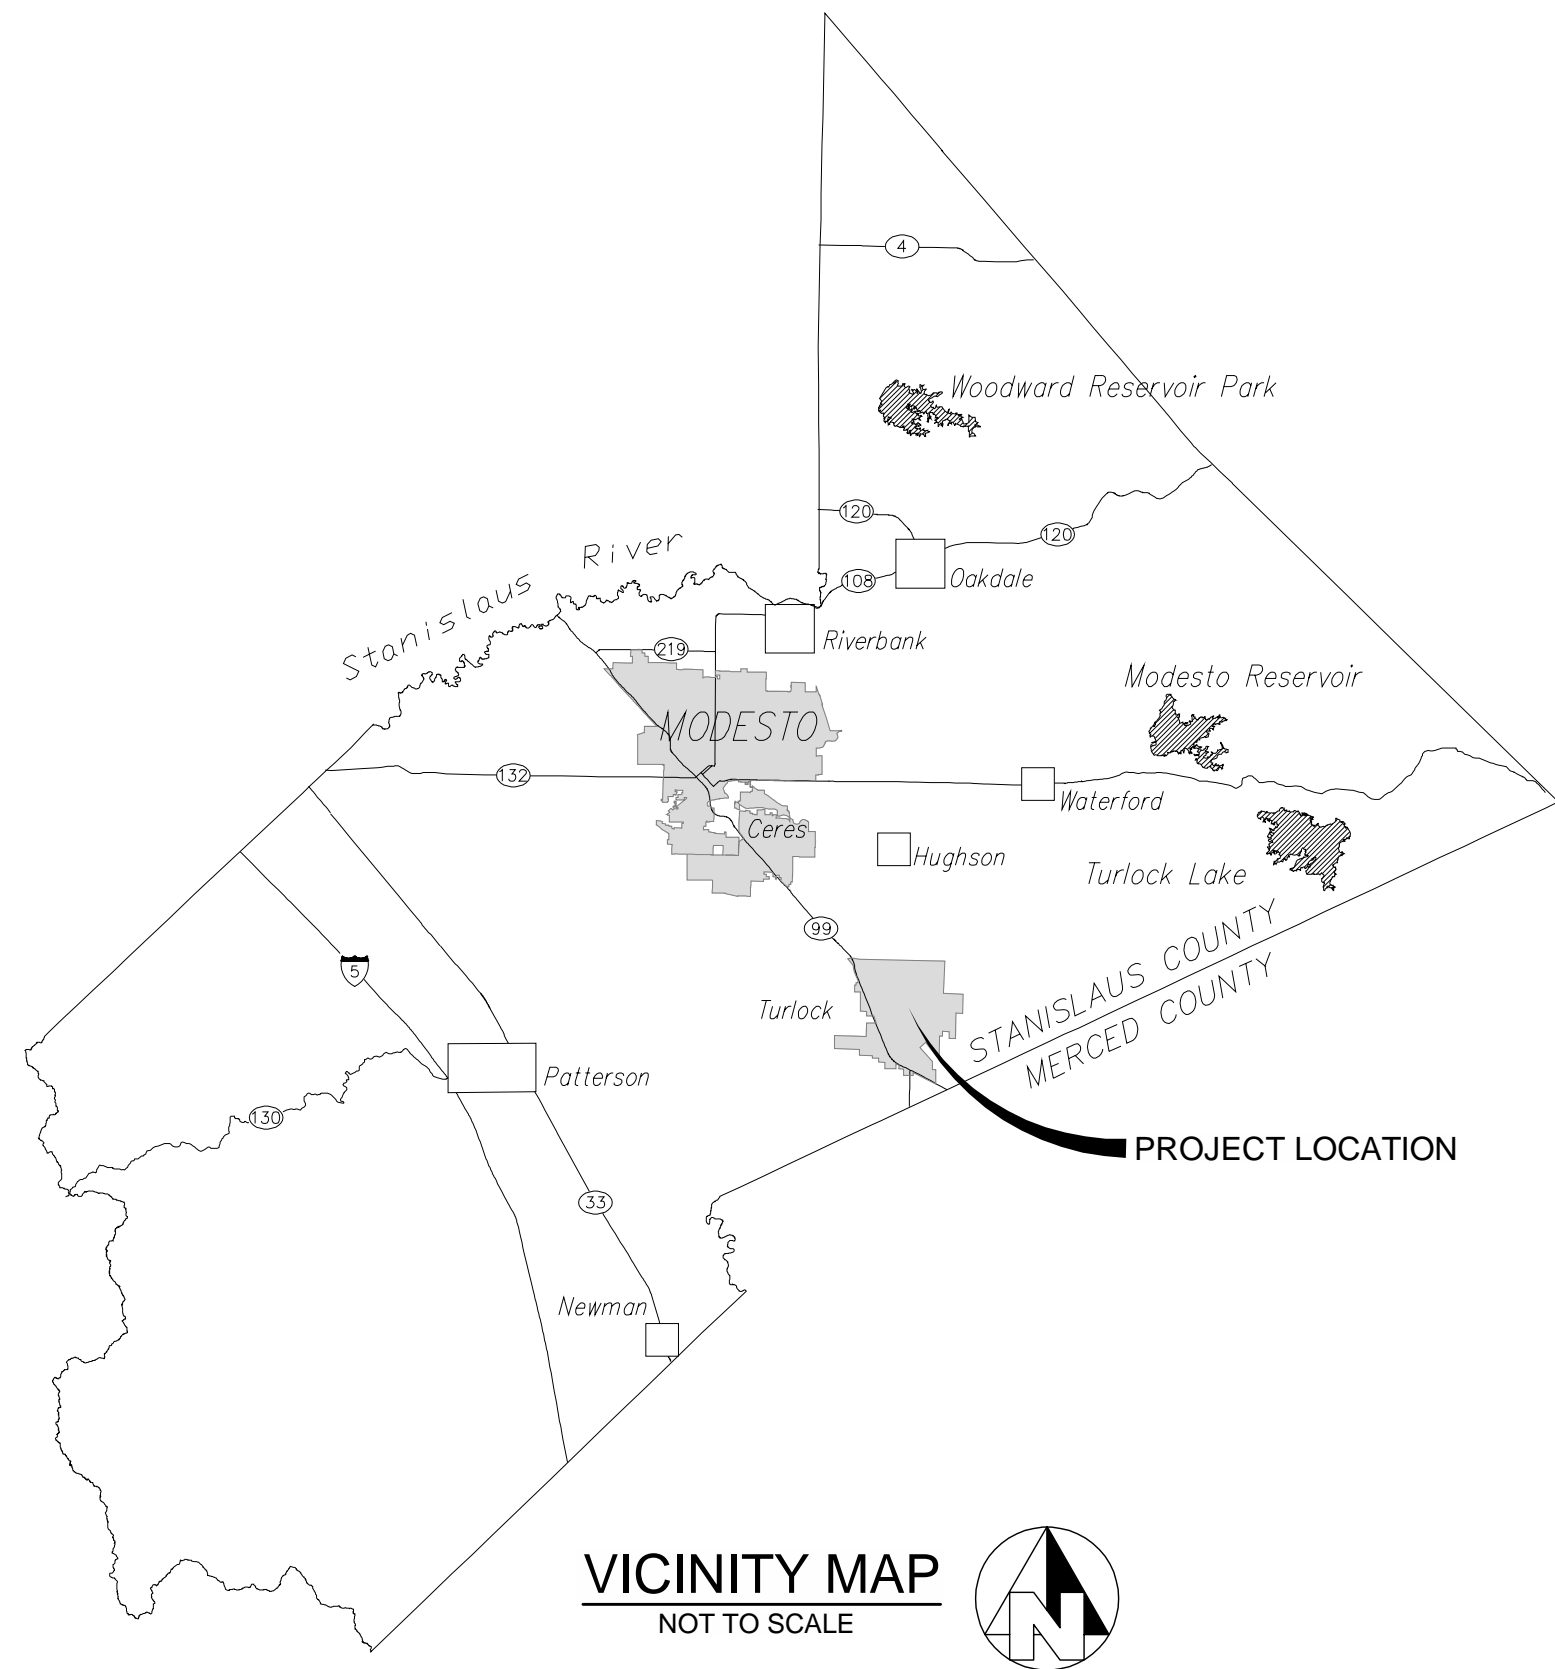 4
Woodward Reservoir Park
120
120
Stanislaus River
108
Oakdale
Riverbank
219
Modesto Reservoir
MODESTO
132
Waterford
Ceres
Hughson
Turlock Lake
99
STANISLAUS COUNTY
MERCED COUNTY
5
Turlock
Patterson
130
PROJECT LOCATION
33
Newman
VICINITY MAP
NOT TO SCALE
N